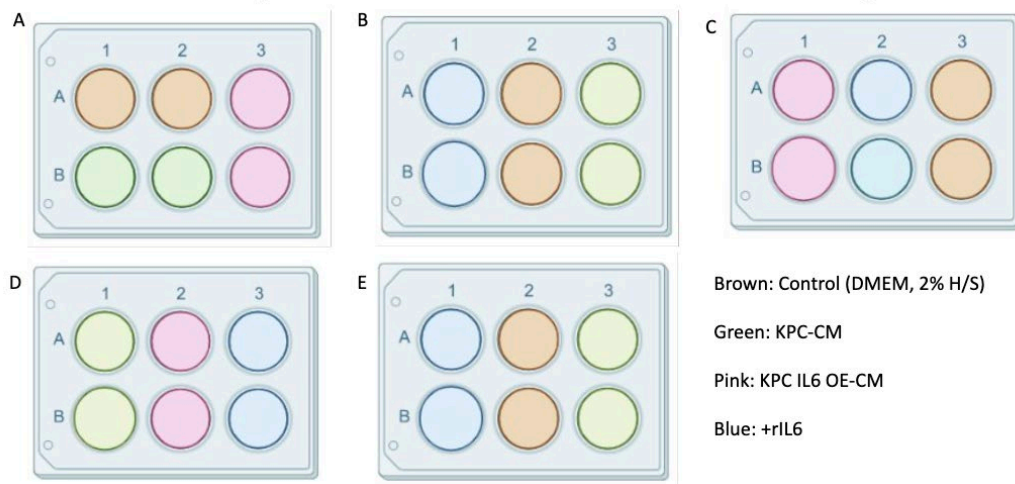 A
1 2 3
A
B
B
1 2 3
A
B
C
1 2 3
A
B
D
1 2 3
A
B
E
1 2 3
A
B
Brown: Control (DMEM, 2% H/S)
Green: KPC-CM
Pink: KPC IL6 OE-CM
Blue: +rIL6